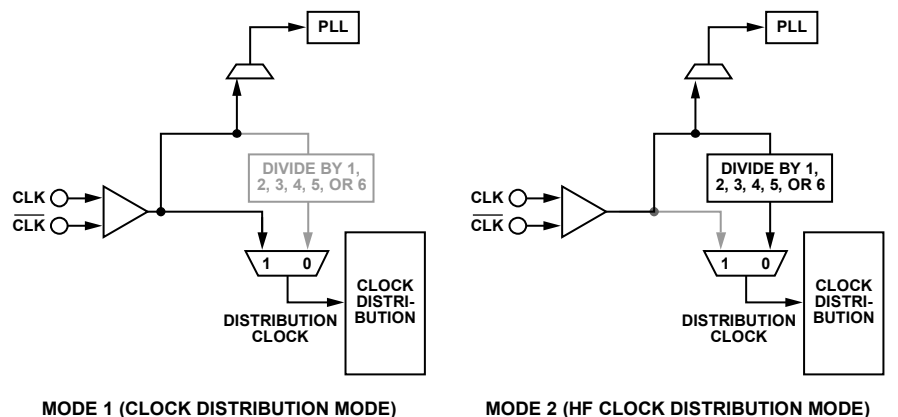 PLL
DIVIDE BY 1,
2, 3, 4, 5, OR 6
CLK
CLK
1 0
CLOCK
DISTRI-
BUTION
DISTRIBUTION
CLOCK
MODE 1 (CLOCK DISTRIBUTION MODE)
PLL
DIVIDE BY 1,
2, 3, 4, 5, OR 6
CLK
CLK
1 0
CLOCK
DISTRI-
BUTION
DISTRIBUTION
CLOCK
MODE 2 (HF CLOCK DISTRIBUTION MODE)